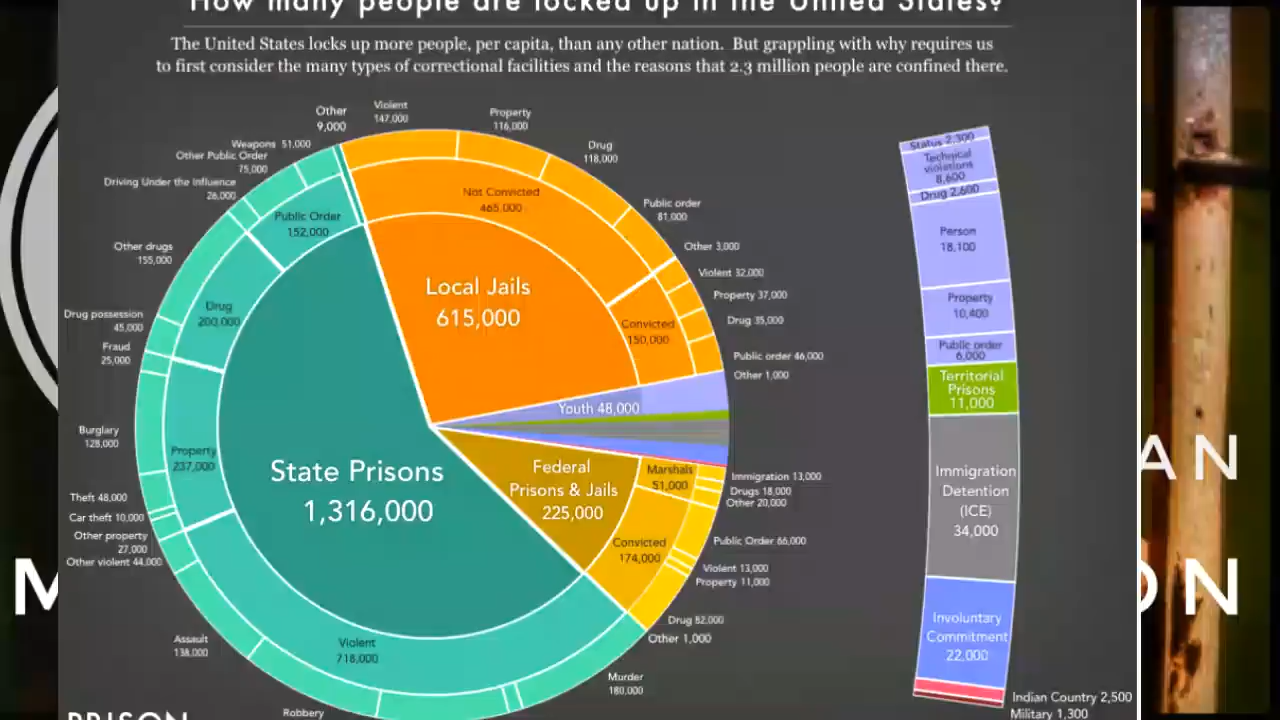 How many people are locked up in the United States?
The United States locks up more people, per capita, than any other nation. But grappling with why requires us
to first consider the many types of correctional facilities and the reasons that 2.3 million people are confined there.
Other
9,000
Violent
147,000
Property
116,000
Drug
118,000
Public order
81,000
Other 3,000
Violent 32,000
Property 37,000
Drug 35,000
Public order 46,000
Other 1,000
Not Convicted
465,000
Convicted
150,000
Local Jails
615,000
Youth 48,000
Weapons 51,000
Other Public Order
75,000
Driving Under the Influence
26,000
Other drugs
155,000
Drug possession
45,000
Fraud
25,000
Burglary
128,000
Theft 48,000
Car theft 10,000
Other property
27,000
Other violent 44,000
Assault
138,000
Robbery
Murder
180,000
Public Order
152,000
Drug
200,000
Property
237,000
Violent
718,000
State Prisons
1,316,000
Federal
Prisons & Jails
225,000
Marshals
51,000
Convicted
174,000
Immigration 13,000
Drugs 18,000
Other 20,000
Public Order 66,000
Violent 13,000
Property 11,000
Drug 82,000
Other 1,000
Status 2,300
Technical
violations
8,600
Drug 2,600
Person
18,100
Property
10,400
Public order
6,000
Territorial
Prisons
11,000
Immigration
Detention
(ICE)
34,000
Involuntary
Commitment
22,000
Indian Country 2,500
Military 1,300
PRISON
M
AN
ON